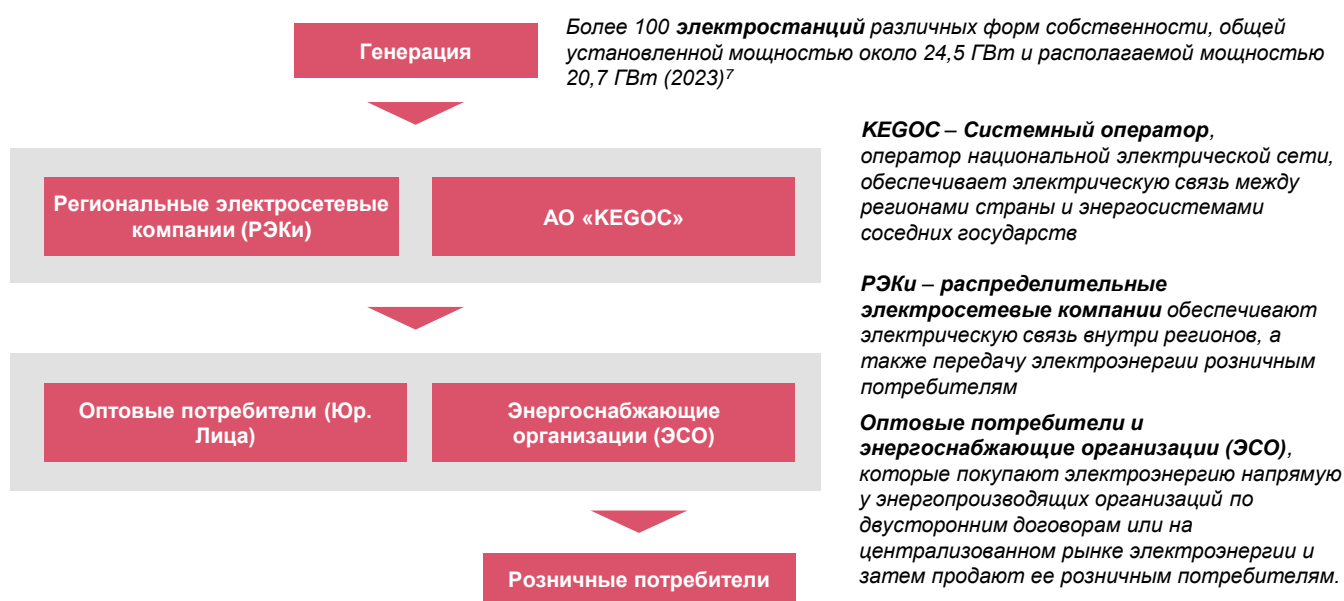 Генерация
Более 100 электростанций различных форм собственности, общей
установленной мощностью около 24,5 ГВт и располагаемой мощностью
20,7 ГВт (2023)⁷
Региональные электросетевые
компании (РЭКи)
АО «KEGOC»
KEGOC – Системный оператор,
оператор национальной электрической сети,
обеспечивает электрическую связь между
регионами страны и энергосистемами
соседних государств
РЭКи – распределительные
электросетевые компании обеспечивают
электрическую связь внутри регионов, а
также передачу электроэнергии розничным
потребителям
Оптовые потребители (Юр.
Лица)
Энергоснабжающие
организации (ЭСО)
Оптовые потребители и
энергоснабжающие организации (ЭСО),
которые покупают электроэнергию напрямую
у энергопроизводящих организаций по
двусторонним договорам или на
централизованном рынке электроэнергии и
затем продают ее розничным потребителям.
Розничные потребители